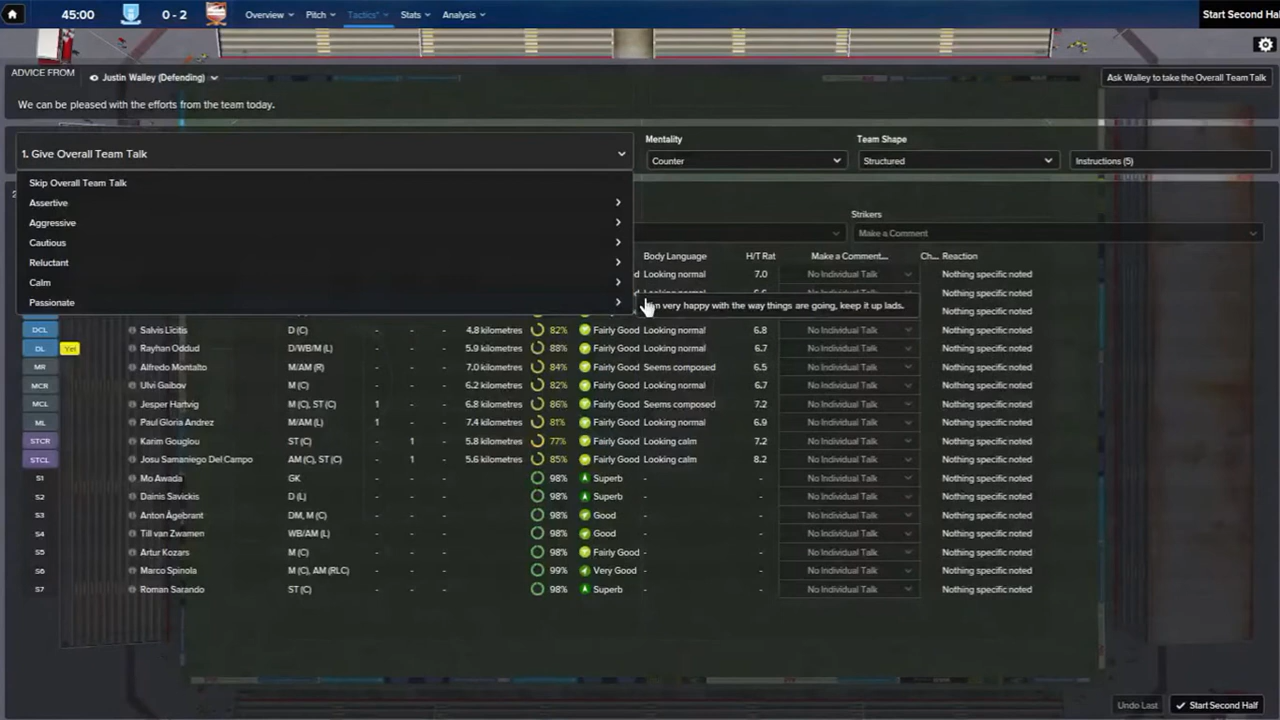 45:00 0 - 2 Overview Pitch Tactics* Stats Analysis Start Second Hal
ADVICE FROM Justin Walley (Defending) Ask Walley to take the Overall Team Talk
We can be pleased with the efforts from the team today.
Mentality Team Shape
1. Give Overall Team Talk Counter Structured Instructions (5)
Skip Overall Team Talk
Assertive
Aggressive Strikers
Make a Comment
Cautious
Reluctant Body Language H/T Rat Make a Comment... Ch... Reaction
Calm Looking normal 7.0 No Individual Talk Nothing specific noted
No Individual Talk Nothing specific noted
Passionate I'm very happy with the way things are going, keep it up lads. Nothing specific noted
DCL Salvis Licitis D (C) - - - 4.8 kilometres 82% Fairly Good Looking normal 6.8 No Individual Talk Nothing specific noted
DL Yel Rayhan Oddud D/WB/M (L) - - - 5.9 kilometres 88% Fairly Good Looking normal 6.7 No Individual Talk Nothing specific noted
MR Alfredo Montalto M/AM (R) - - - 7.0 kilometres 84% Fairly Good Seems composed 6.5 No Individual Talk Nothing specific noted
MCR Ulvi Gaibov M (C) - - - 6.2 kilometres 82% Fairly Good Looking normal 6.7 No Individual Talk Nothing specific noted
MCL Jesper Hartvig M (C), ST (C) 1 - - 6.8 kilometres 86% Fairly Good Seems composed 7.2 No Individual Talk Nothing specific noted
ML Paul Gloria Andrez M/AM (L) 1 - - 7.4 kilometres 81% Fairly Good Looking normal 6.9 No Individual Talk Nothing specific noted
STCR Karim Gouglou ST (C) - 1 - 5.8 kilometres 77% Fairly Good Looking calm 7.2 No Individual Talk Nothing specific noted
STCL Josu Samaniego Del Campo AM (C), ST (C) - 1 - 5.6 kilometres 85% Fairly Good Looking calm 8.2 No Individual Talk Nothing specific noted
S1 Mo Awada GK - - - - 98% Superb - - No Individual Talk Nothing specific noted
S2 Dainis Savickis D (L) - - - - 98% Superb - - No Individual Talk Nothing specific noted
S3 Anton Agebrant DM, M (C) - - - - 98% Good - - No Individual Talk Nothing specific noted
S4 Till van Zwamen WB/AM (L) - - - - 98% Good - - No Individual Talk Nothing specific noted
S5 Artur Kozars M (C) - - - - 98% Fairly Good - - No Individual Talk Nothing specific noted
S6 Marco Spinola M (C), AM (RLC) - - - - 99% Very Good - - No Individual Talk Nothing specific noted
S7 Roman Sarando ST (C) - - - - 98% Superb - - No Individual Talk Nothing specific noted
Undo Last Start Second Half